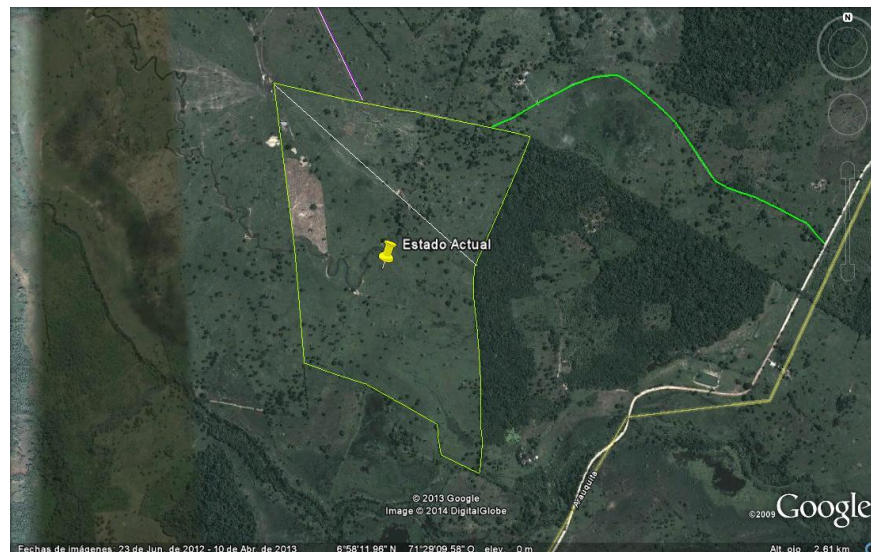 N
Estado Actual
Arauquita
© 2013 Google
Image © 2014 DigitalGlobe
©2009 Google
Fechas de imágenes: 23 de Jun. de 2012 - 10 de Abr. de 2013 6°58'11.96" N 71°29'09.58" O elev. 0 m Alt. ojo 2.61 km